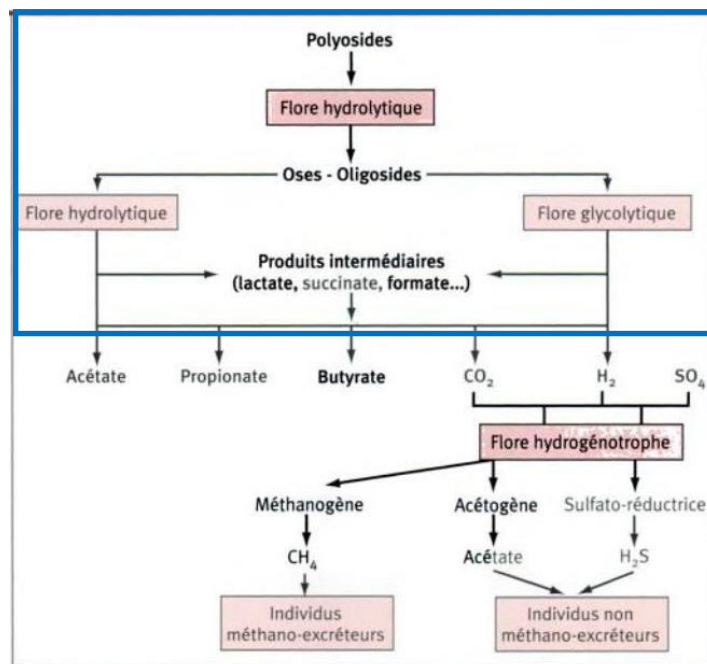 Polyosides
Flore hydrolytique
Oses - Oligosides
Flore hydrolytique
Flore glycolytique
Produits intermédiaires
(lactate, succinate, formate...)
Acétate Propionate Butyrate CO₂ H₂ SO₄
Flore hydrogénotrophe
Méthanogène Acétogène Sulfato-réductrice
CH₄ Acétate H₂S
Individus
méthano-excréteurs
Individus non
méthano-excréteurs